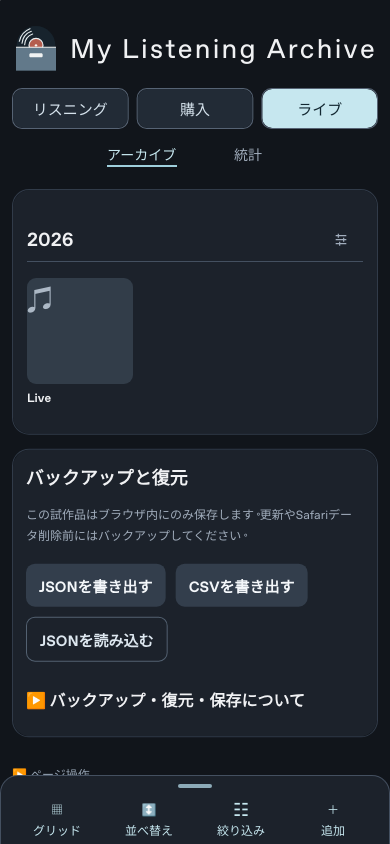 My Listening Archive
リスニング 購入 ライブ
アーカイブ 統計
2026
Live
バックアップと復元
この試作品はブラウザ内にのみ保存します。更新やSafariデー
タ削除前にはバックアップしてください。
JSONを書き出す CSVを書き出す
JSONを読み込む
バックアップ・復元・保存について
ページ操作
グリッド 並べ替え 絞り込み 追加